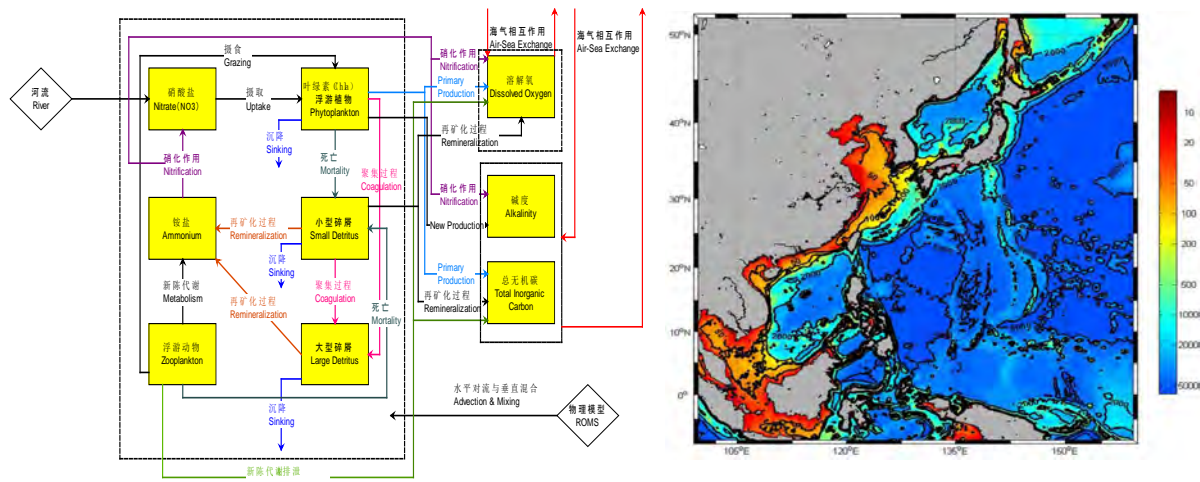 海气相互作用
Air-Sea Exchange
海气相互作用
Air-Sea Exchange
摄食
Grazing
硝化作用
Nitrification
河流
River
硝酸盐
Nitrate(NO3)
摄取
Uptake
浮游植物
Phytoplankton
Primary
Production
溶解氧
Dissolved Oxygen
沉降
Sinking
再矿化过程
Remineralization
死亡
Mortality
硝化作用
Nitrification
聚集过程
Coagulation
硝化作用
Nitrification
碱度
Alkalinity
铵盐
Ammonium
再矿化过程
Remineralization
小型碎屑
Small Detritus
New Production
沉降
Sinking
新陈代谢
Metabolism
再矿化过程
Remineralization
聚集过程
Coagulation
死亡
Mortality
Primary
Production
再矿化过程
Remineralization
总无机碳
Total Inorganic
Carbon
浮游动物
Zooplankton
大型碎屑
Large Detritus
水平对流与垂直混合
Advection & Mixing
物理模型
ROMS
沉降
Sinking
新陈代谢排泄
50°N
40°N
30°N
20°N
10°N
0°
105°E
120°E
135°E
150°E
10
50
100
200
500
1000
2000